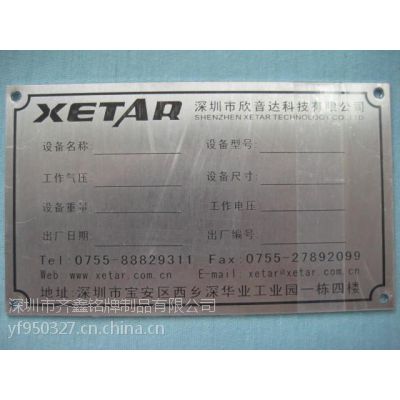 XETAR 深圳市欣音达科技有限公司
SHENZHEN XETAR TECHNOLOGY CO.,LTD
设备名称: 设备型号:
工作气压: 设备尺寸:
设备重量: 工作电压:
出厂日期: 出厂编号:
Tel:0755-88829311 Fax:0755-27892099
Web:www.xetar.com.cn E-mail:xetar@xetar.com.cn
地址:深圳市宝安区西乡深华业工业园一栋四楼
深圳市齐鑫铭牌制品有限公司
yf950327.cn.china.cn